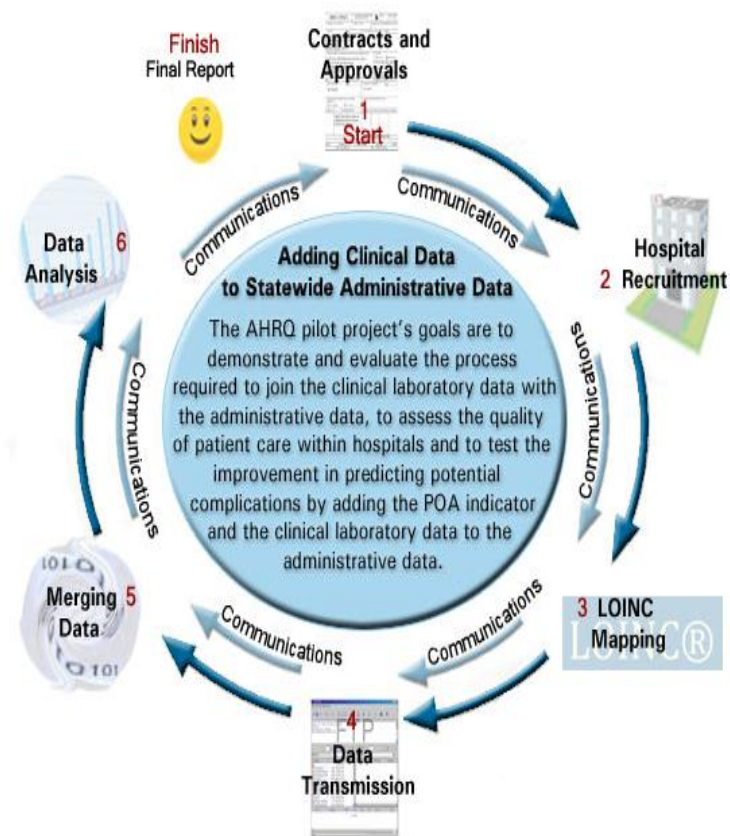 Finish
Final Report
Contracts and
Approvals
1
Start
Communications
Communications
Hospital
2 Recruitment
Communications
3 LOINC
Mapping
LOINC®
Communications
4
FTP
Data
Transmission
Communications
101
Merging 5
Data
0 101
Communications
Data 6
Analysis
Adding Clinical Data
to Statewide Administrative Data
The AHRQ pilot project's goals are to
demonstrate and evaluate the process
required to join the clinical laboratory data with
the administrative data, to assess the quality
of patient care within hospitals and to test the
improvement in predicting potential
complications by adding the POA indicator
and the clinical laboratory data to the
administrative data.